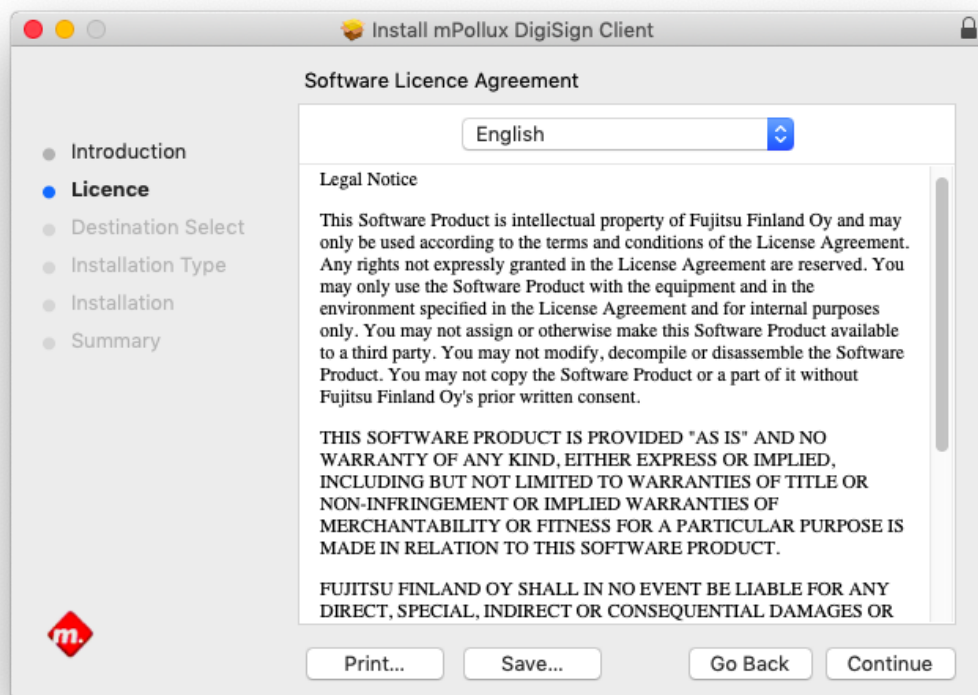 Install mPollux DigiSign Client
Software Licence Agreement
Introduction
Licence
Destination Select
Installation Type
Installation
Summary
English
Legal Notice
This Software Product is intellectual property of Fujitsu Finland Oy and may
only be used according to the terms and conditions of the License Agreement.
Any rights not expressly granted in the License Agreement are reserved. You
may only use the Software Product with the equipment and in the
environment specified in the License Agreement and for internal purposes
only. You may not assign or otherwise make this Software Product available
to a third party. You may not modify, decompile or disassemble the Software
Product. You may not copy the Software Product or a part of it without
Fujitsu Finland Oy's prior written consent.
THIS SOFTWARE PRODUCT IS PROVIDED "AS IS" AND NO
WARRANTY OF ANY KIND, EITHER EXPRESS OR IMPLIED,
INCLUDING BUT NOT LIMITED TO WARRANTIES OF TITLE OR
NON-INFRINGEMENT OR IMPLIED WARRANTIES OF
MERCHANTABILITY OR FITNESS FOR A PARTICULAR PURPOSE IS
MADE IN RELATION TO THIS SOFTWARE PRODUCT.
FUJITSU FINLAND OY SHALL IN NO EVENT BE LIABLE FOR ANY
DIRECT, SPECIAL, INDIRECT OR CONSEQUENTIAL DAMAGES OR
m.
Print...
Save...
Go Back
Continue